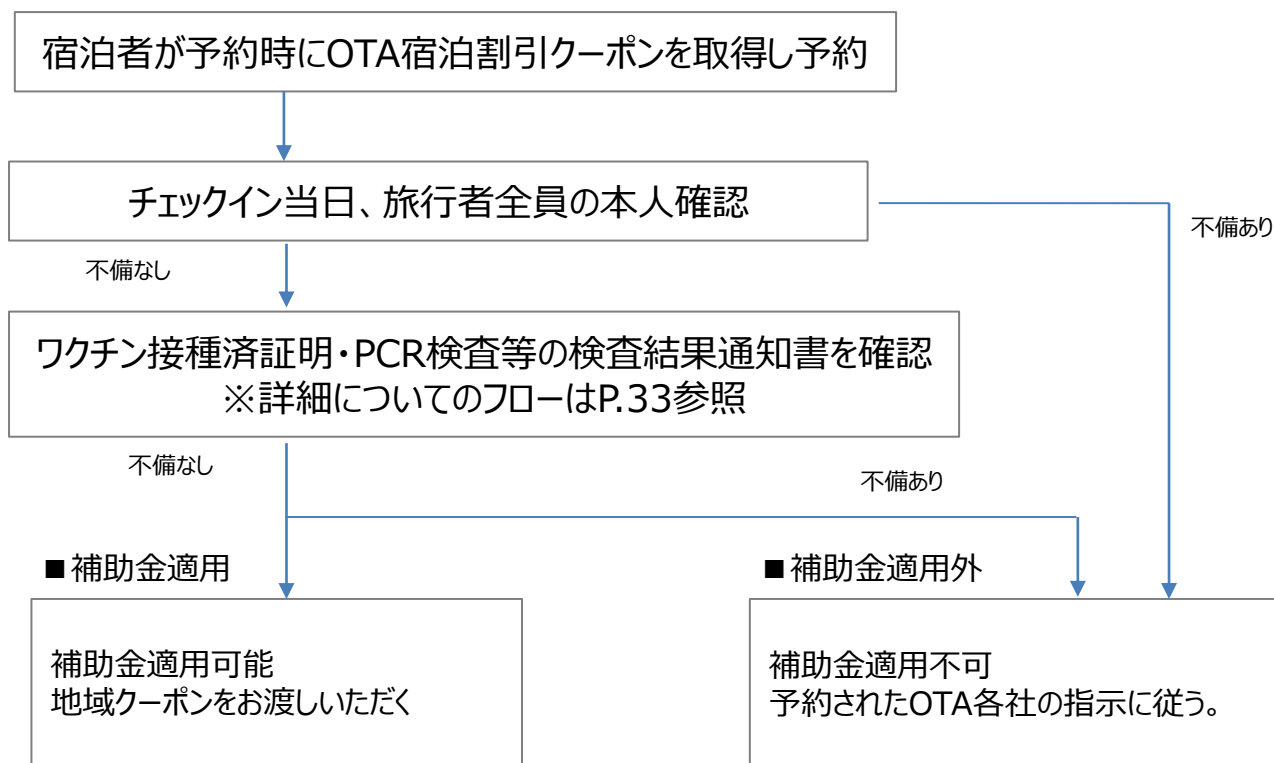 宿泊者が予約時にOTA宿泊割引クーポンを取得し予約
チェックイン当日、旅行者全員の本人確認
不備あり
不備なし
ワクチン接種済証明・PCR検査等の検査結果通知書を確認
※詳細についてのフローはP.33参照
不備なし
不備あり
■補助金適用
補助金適用可能
地域クーポンをお渡しいただく
■補助金適用外
補助金適用不可
予約されたOTA各社の指示に従う。